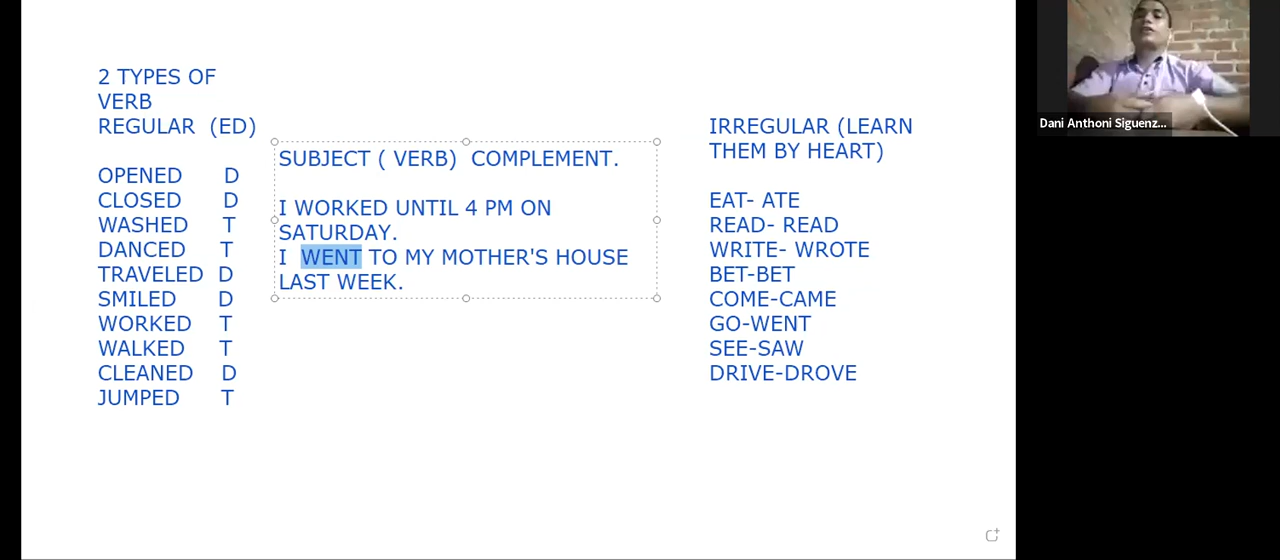 2 TYPES OF
VERB
REGULAR (ED)
OPENED D
CLOSED D
WASHED T
DANCED T
TRAVELED D
SMILED D
WORKED T
WALKED T
CLEANED D
JUMPED T
SUBJECT ( VERB) COMPLEMENT.
I WORKED UNTIL 4 PM ON
SATURDAY.
I WENT TO MY MOTHER'S HOUSE
LAST WEEK.
IRREGULAR (LEARN
THEM BY HEART)
EAT- ATE
READ- READ
WRITE- WROTE
BET-BET
COME-CAME
GO-WENT
SEE-SAW
DRIVE-DROVE
Dani Anthoni Siguenz...